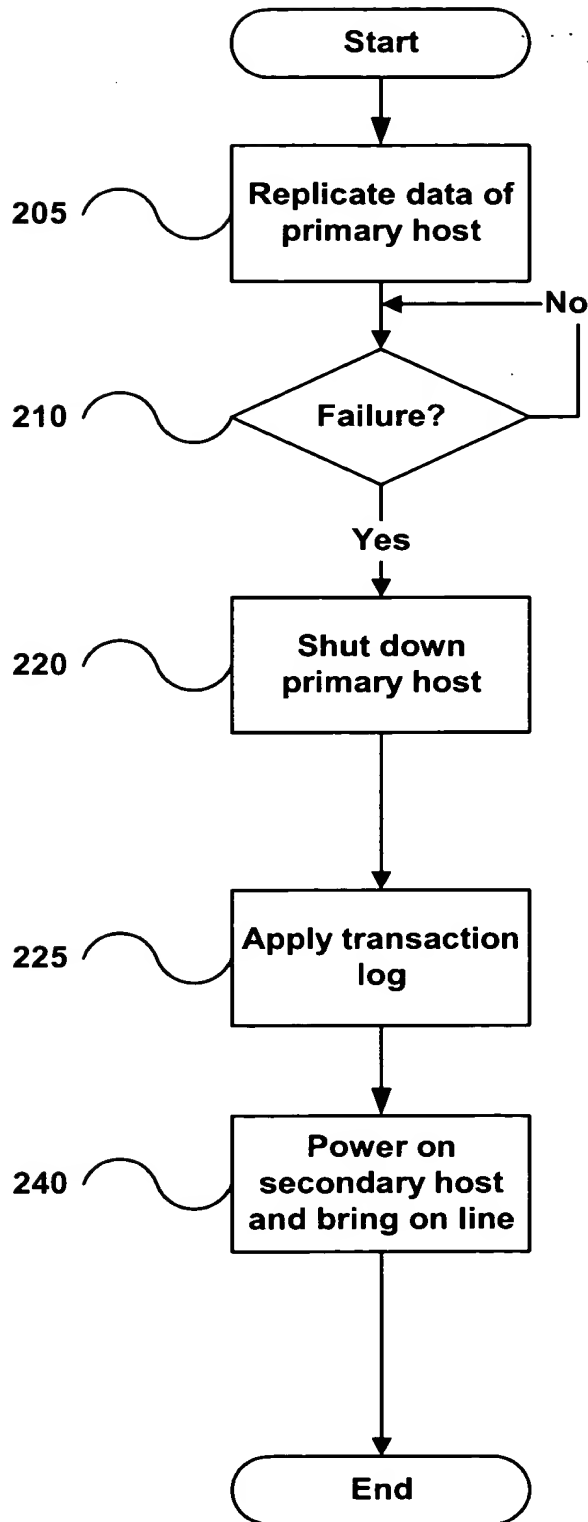 Start
205
Replicate data of
primary host
No
210
Failure?
Yes
220
Shut down
primary host
225
Apply transaction
log
240
Power on
secondary host
and bring on line
End